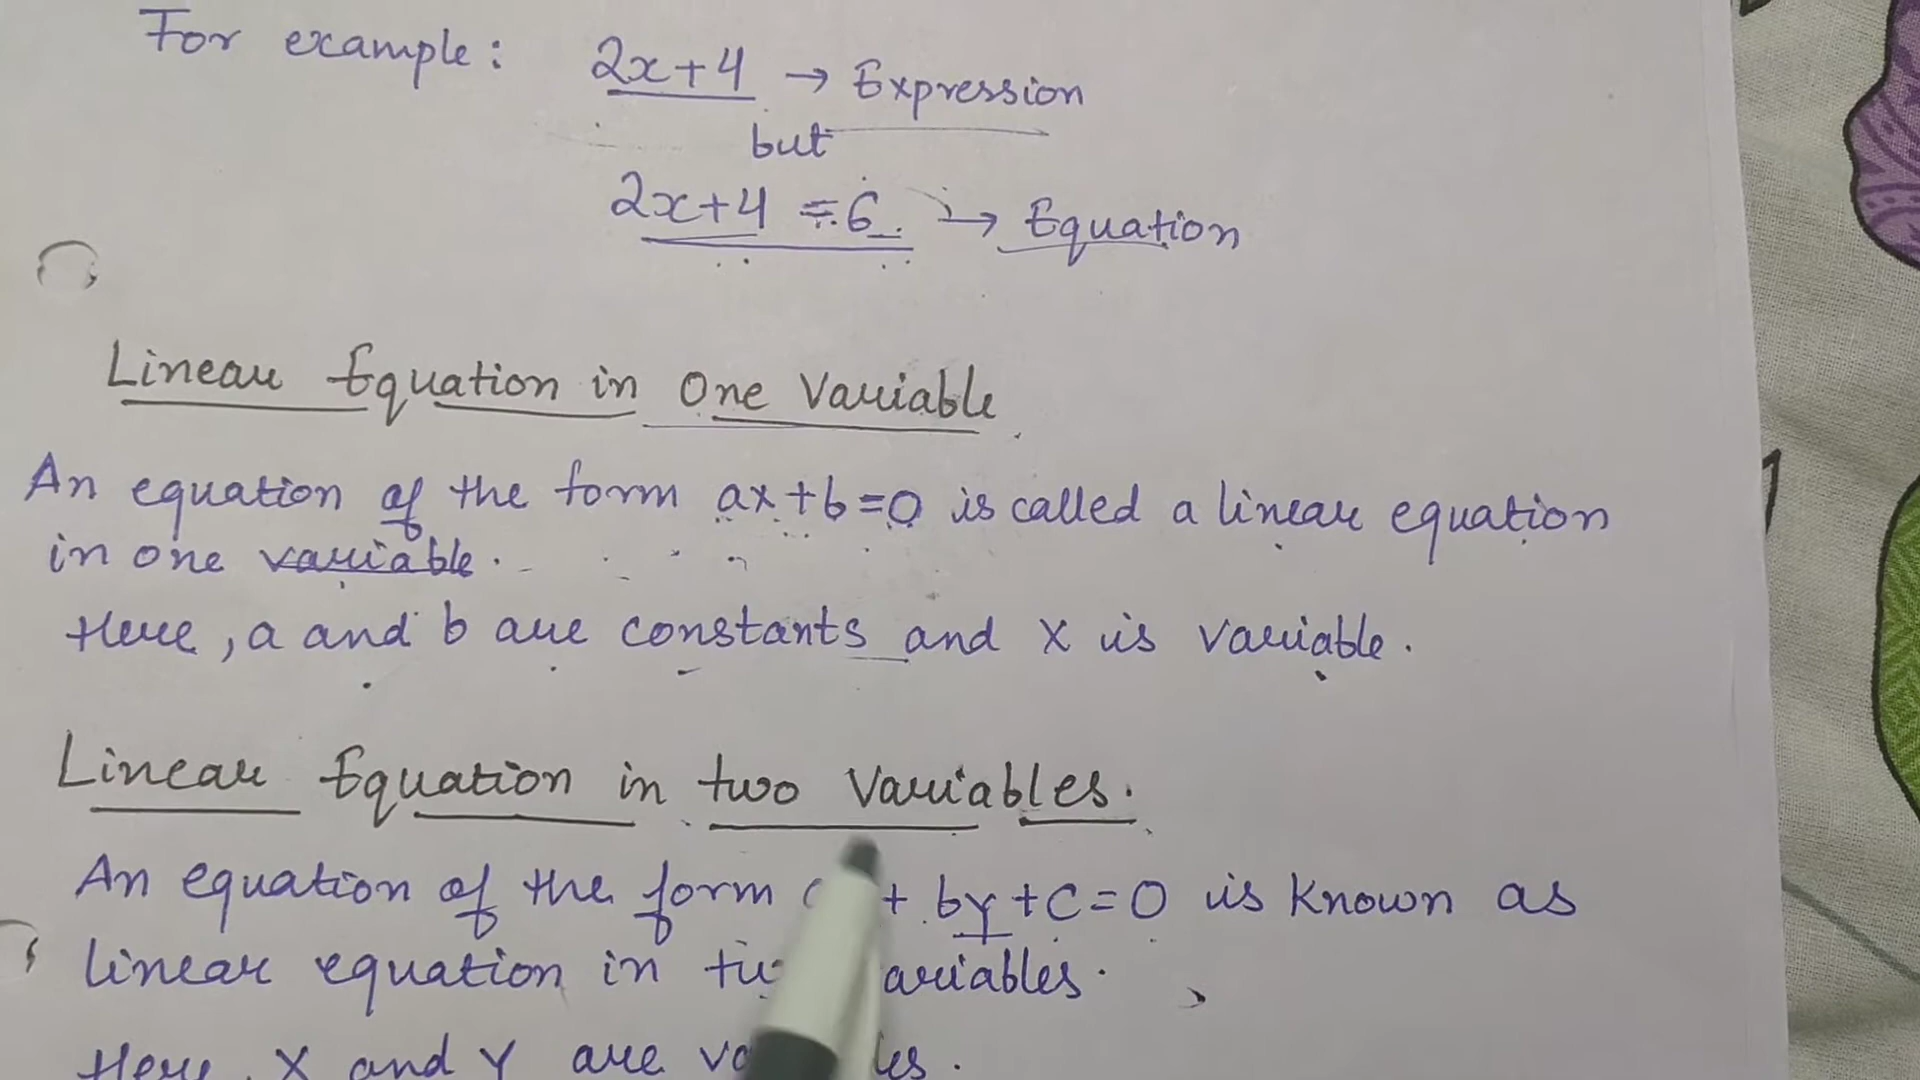 For example: 2x+4 → Expression
but
2x+4 = 6. → Equation
Linear Equation in One Variable
An equation of the form ax+b=0 is called a linear equation
in one variable.
Here, a and b are constants and x is variable.
Linear Equation in two Variables.
An equation of the form + by+c=0 is known as
linear equation in variables.
Here, X and Y are